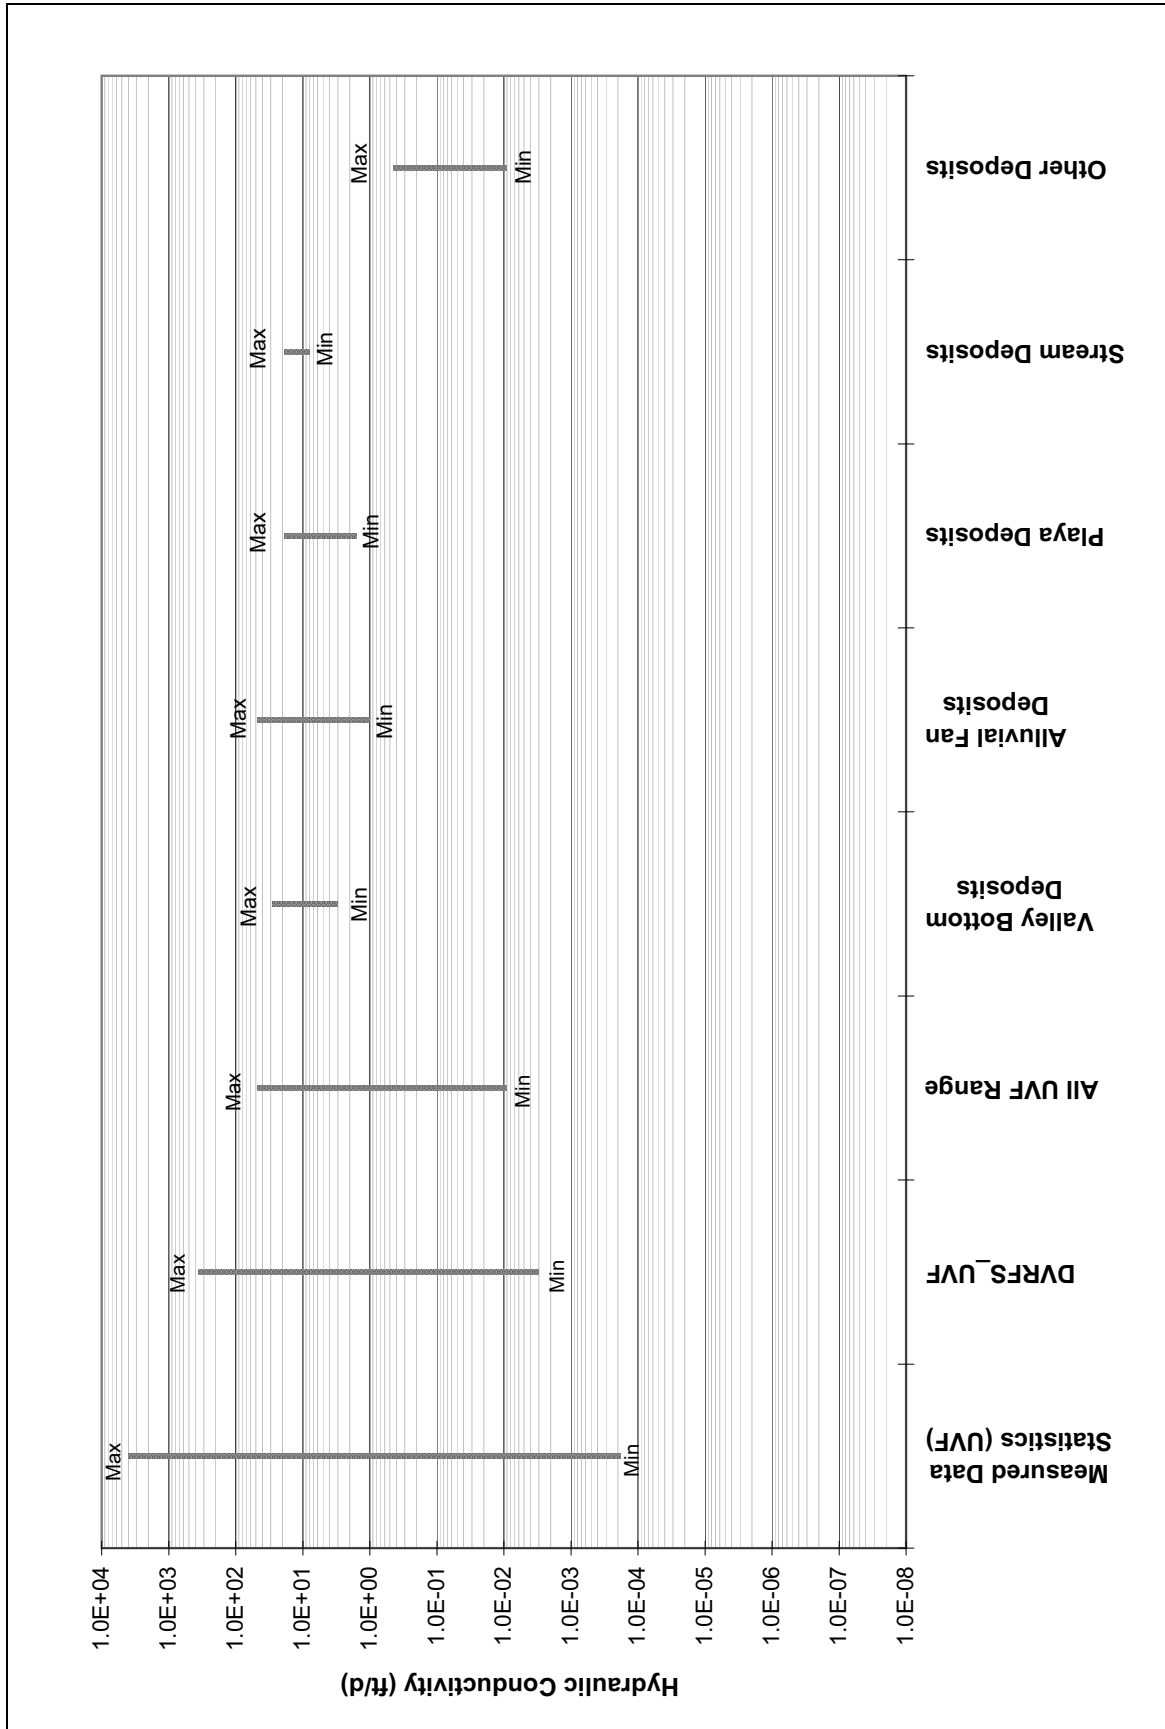 1.0E+04
1.0E+03
1.0E+02
1.0E+01
1.0E+00
1.0E-01
1.0E-02
1.0E-03
1.0E-04
1.0E-05
1.0E-06
1.0E-07
1.0E-08
Hydraulic Conductivity (ft/d)
Max
Min
Max
Min
Max
Min
Max
Min
Max
Min
Max
Min
Max
Min
Max
Min
Measured Data
Statistics (UVF)
DVRFS_UVF
All UVF Range
Valley Bottom
Deposits
Alluvial Fan
Deposits
Playa Deposits
Stream Deposits
Other Deposits